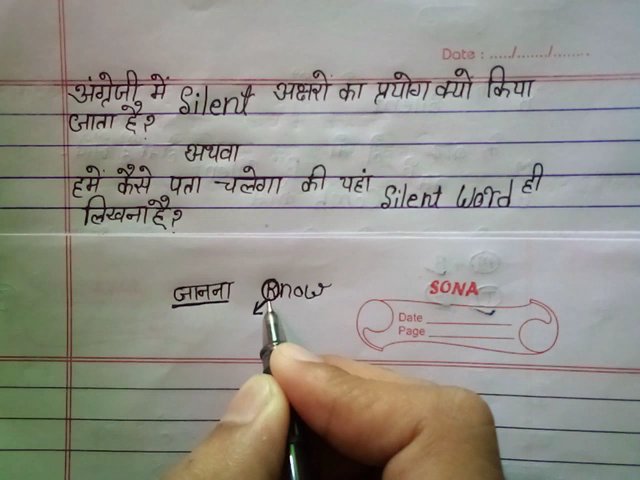 Date : ..../....../........
अंग्रेजी में Silent अक्षरों का प्रयोग क्यों किया
जाता है?
अथवा
हमें कैसे पता चलेगा की यहां Silent Word ही
लिखना है?
जानना Know
SONA
Date
Page